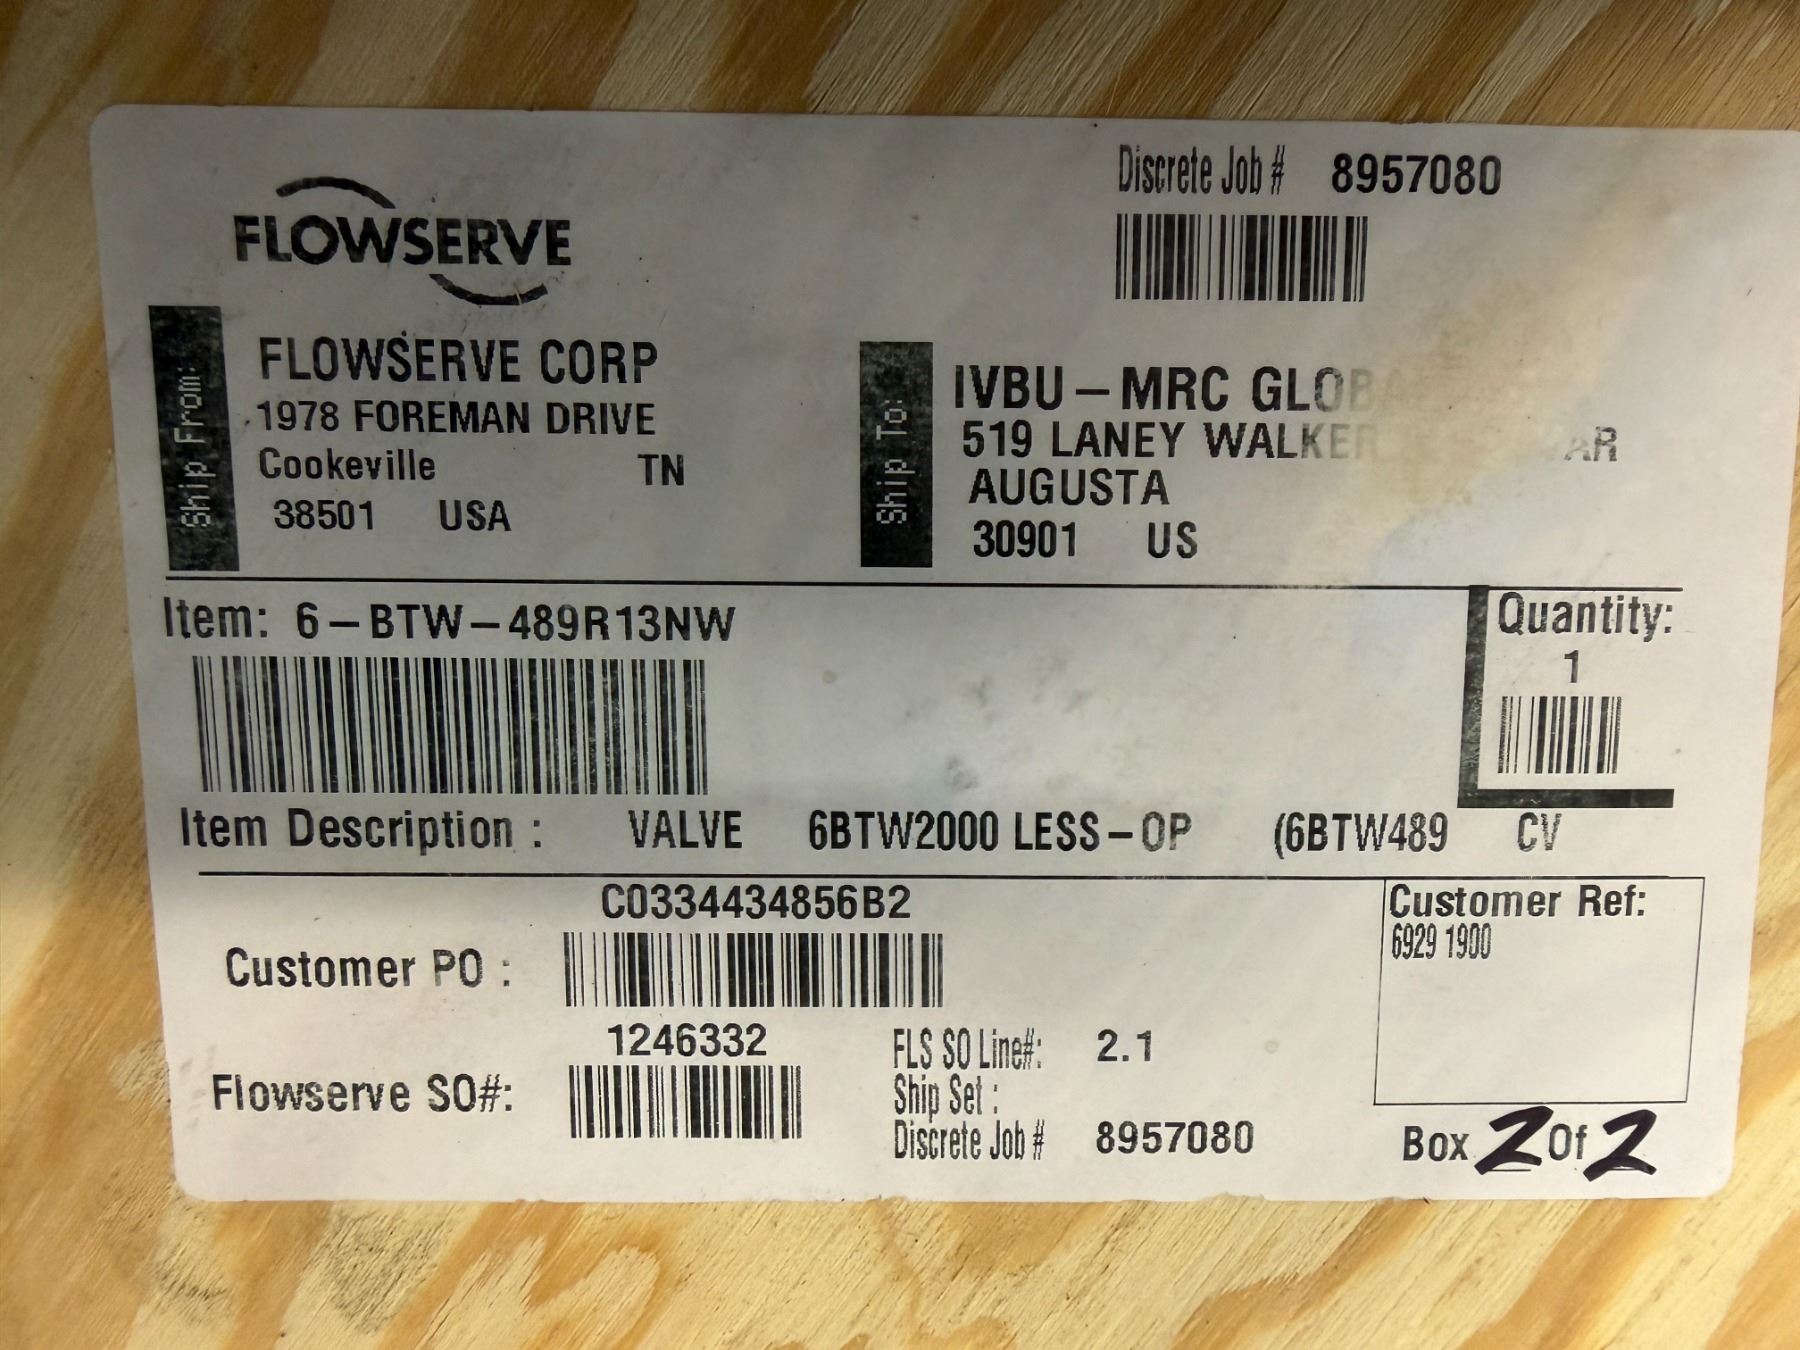 Discrete Job # 8957080
FLOWSERVE
Ship From:
FLOWSERVE CORP
1978 FOREMAN DRIVE
Cookeville TN
38501 USA
Ship To:
IVBU-MRC GLOBA
519 LANEY WALKER
AUGUSTA
30901 US
Item: 6-BTW-489R13NW
Quantity:
1
Item Description : VALVE 6BTW2000 LESS-OP (6BTW489 CV
C0334434856B2
Customer PO :
Customer Ref:
6929 1900
1246332
Flowserve SO#:
FLS SO Line#: 2.1
Ship Set :
Discrete Job # 8957080
Box 2 Of 2